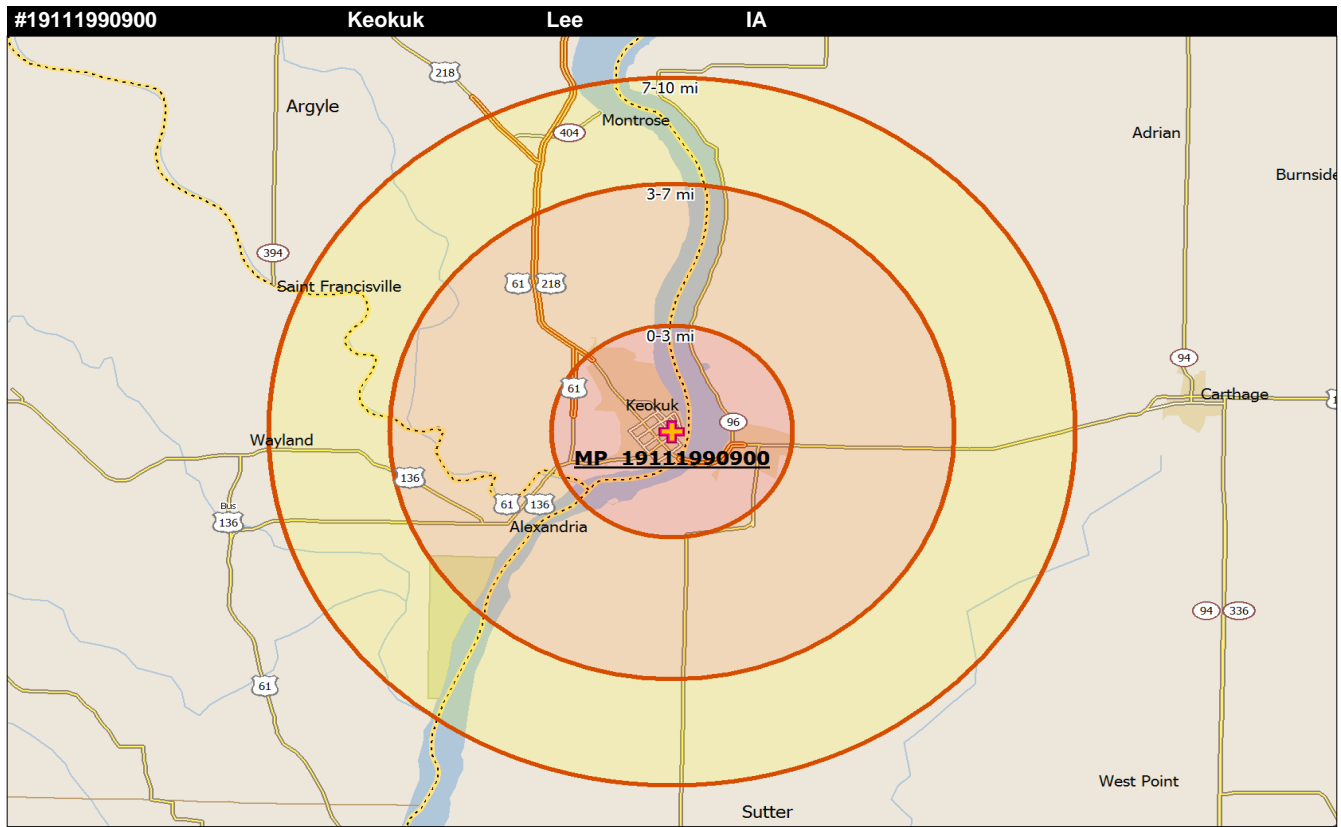 #19111990900 Keokuk Lee IA
218
7-10 mi
Argyle
Montrose
404
Adrian
Burnside
3-7 mi
394
61 218
Saint Francisville
0-3 mi
94
61
Carthage
Keokuk
96
Wayland
MP 19111990900
136
Bus
136
61 136
Alexandria
94 336
61
West Point
Sutter